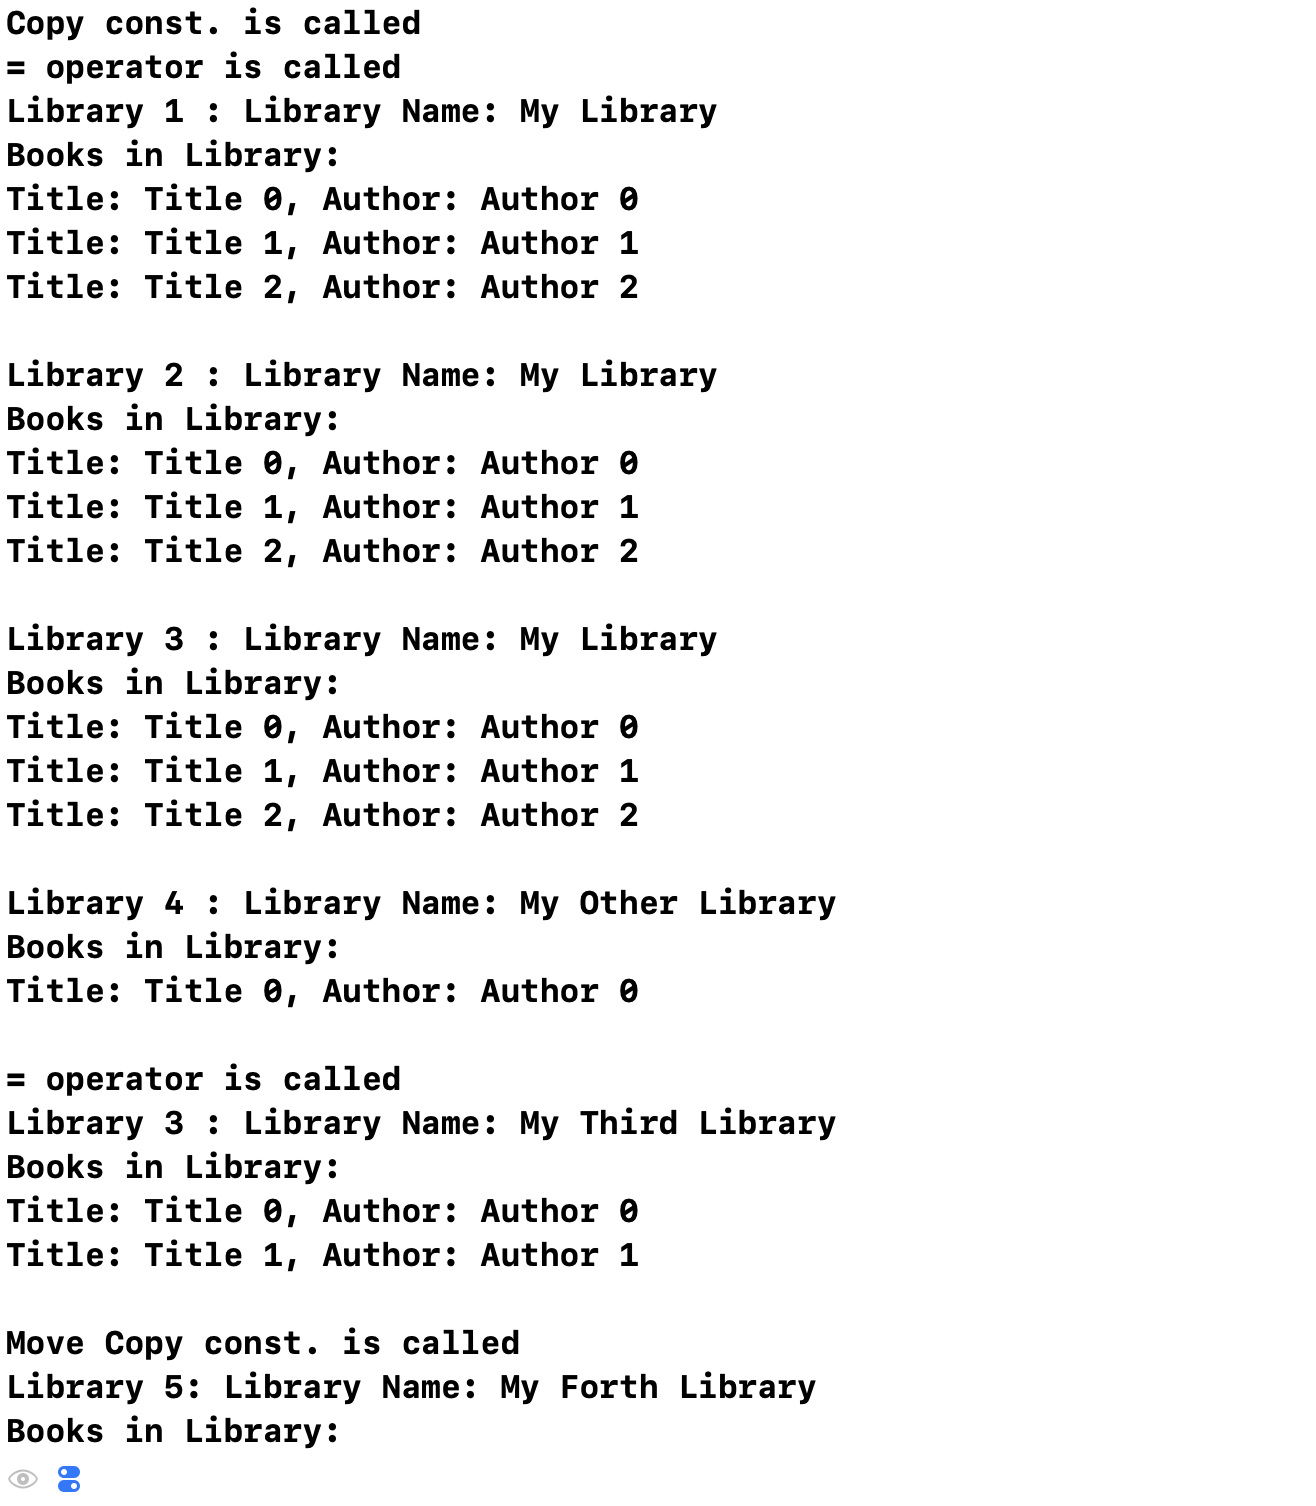 Copy const. is called
= operator is called
Library 1 : Library Name: My Library
Books in Library:
Title: Title 0, Author: Author 0
Title: Title 1, Author: Author 1
Title: Title 2, Author: Author 2
Library 2 : Library Name: My Library
Books in Library:
Title: Title 0, Author: Author 0
Title: Title 1, Author: Author 1
Title: Title 2, Author: Author 2
Library 3 : Library Name: My Library
Books in Library:
Title: Title 0, Author: Author 0
Title: Title 1, Author: Author 1
Title: Title 2, Author: Author 2
Library 4 : Library Name: My Other Library
Books in Library:
Title: Title 0, Author: Author 0
= operator is called
Library 3 : Library Name: My Third Library
Books in Library:
Title: Title 0, Author: Author 0
Title: Title 1, Author: Author 1
Move Copy const. is called
Library 5: Library Name: My Forth Library
Books in Library: